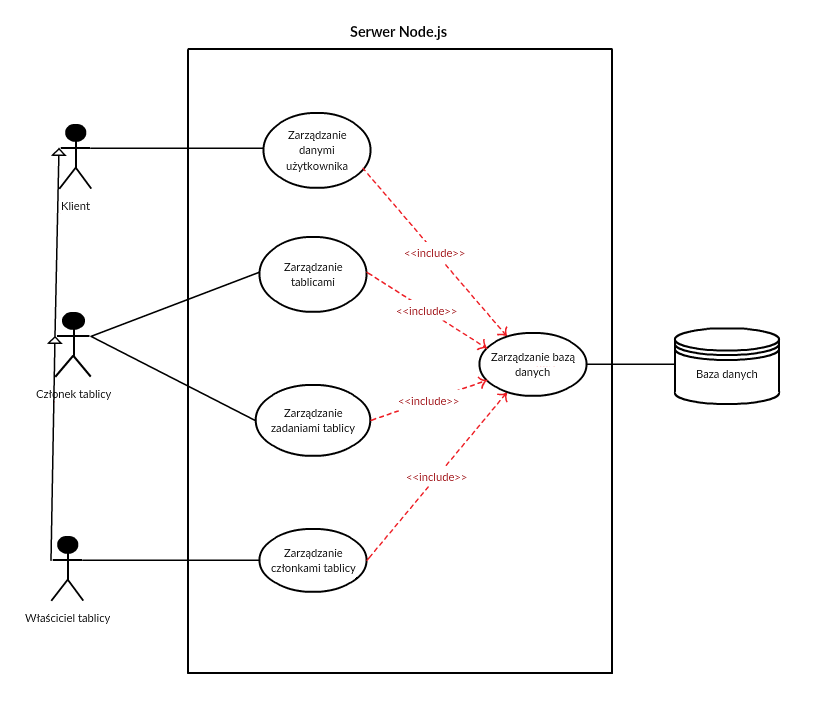 Serwer Node.js
Zarządzanie
danymi
użytkownika
Klient
<<include>>
Zarządzanie
tablicami
<<include>>
Zarządzanie bazą
danych
Baza danych
Członek tablicy
<<include>>
Zarządzanie
zadaniami tablicy
<<include>>
Zarządzanie
członkami tablicy
Właściciel tablicy